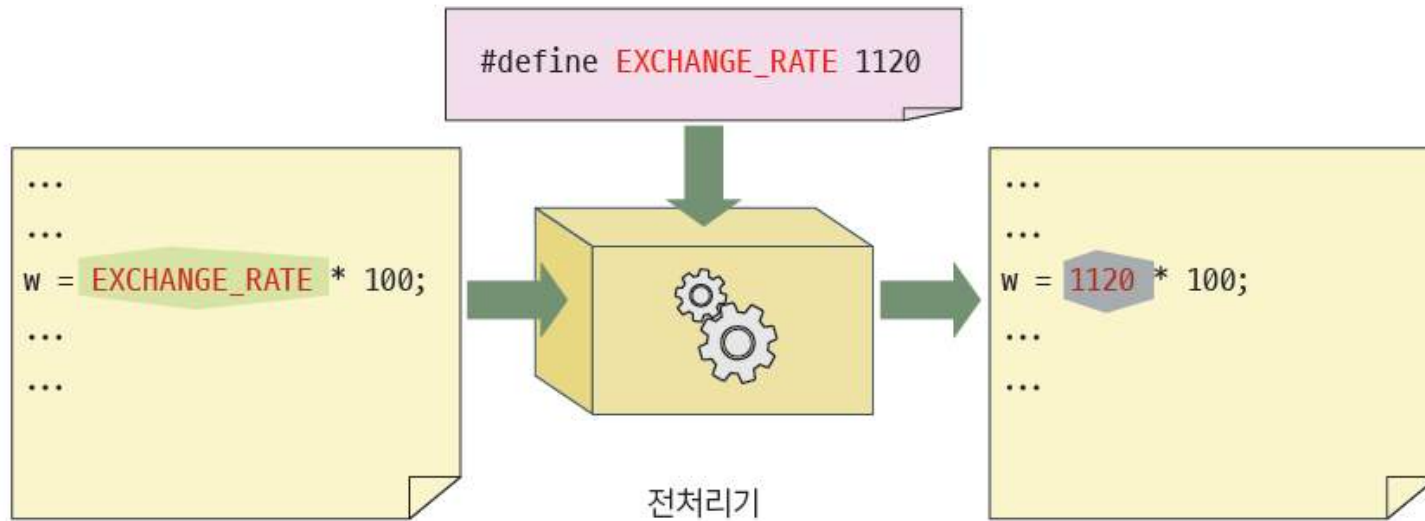 #define EXCHANGE_RATE 1120
...
...
w = EXCHANGE_RATE * 100;
...
...
전처리기
...
...
w = 1120 * 100;
...
...